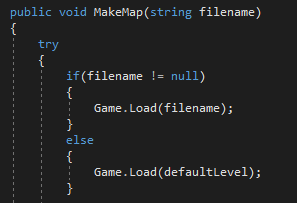 public void MakeMap(string filename)
{
try
{
if(filename != null)
{
Game.Load(filename);
}
else
{
Game.Load(defaultLevel);
}